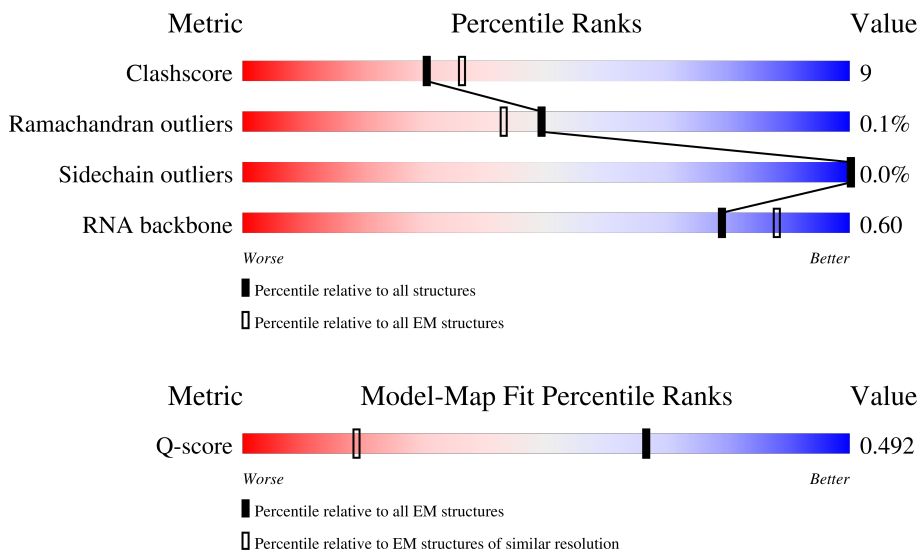 Metric Percentile Ranks Value
Clashscore 9
Ramachandran outliers 0.1%
Sidechain outliers 0.0%
RNA backbone 0.60
Worse Better
Percentile relative to all structures
Percentile relative to all EM structures
Metric Model-Map Fit Percentile Ranks Value
Q-score 0.492
Worse Better
Percentile relative to all EM structures
Percentile relative to EM structures of similar resolution